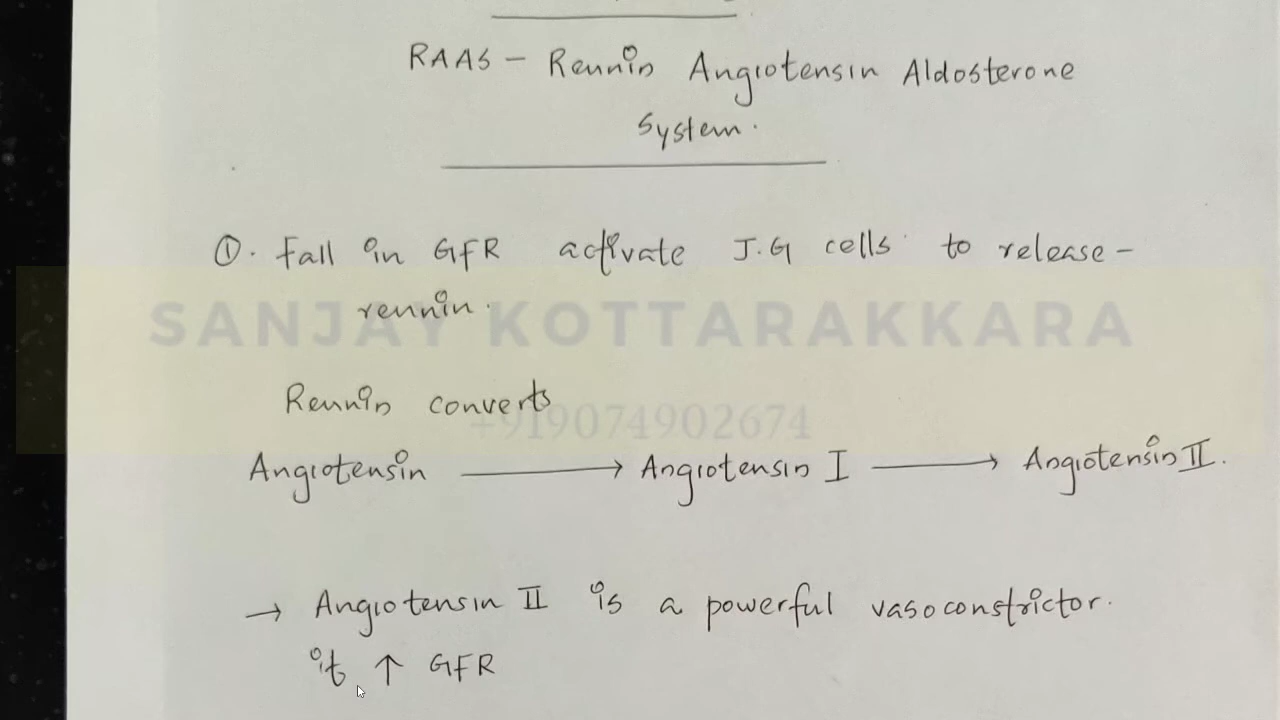 RAAS – Rennin Angiotensin Aldosterone
System.
①. Fall in GFR activate J.G cells to release –
rennin.
SANJAY KOTTARAKKARA
Rennin converts
+919074902674
Angiotensin → Angiotensin I → Angiotensin II.
→ Angiotensin II is a powerful vasoconstrictor.
it ↑ GFR